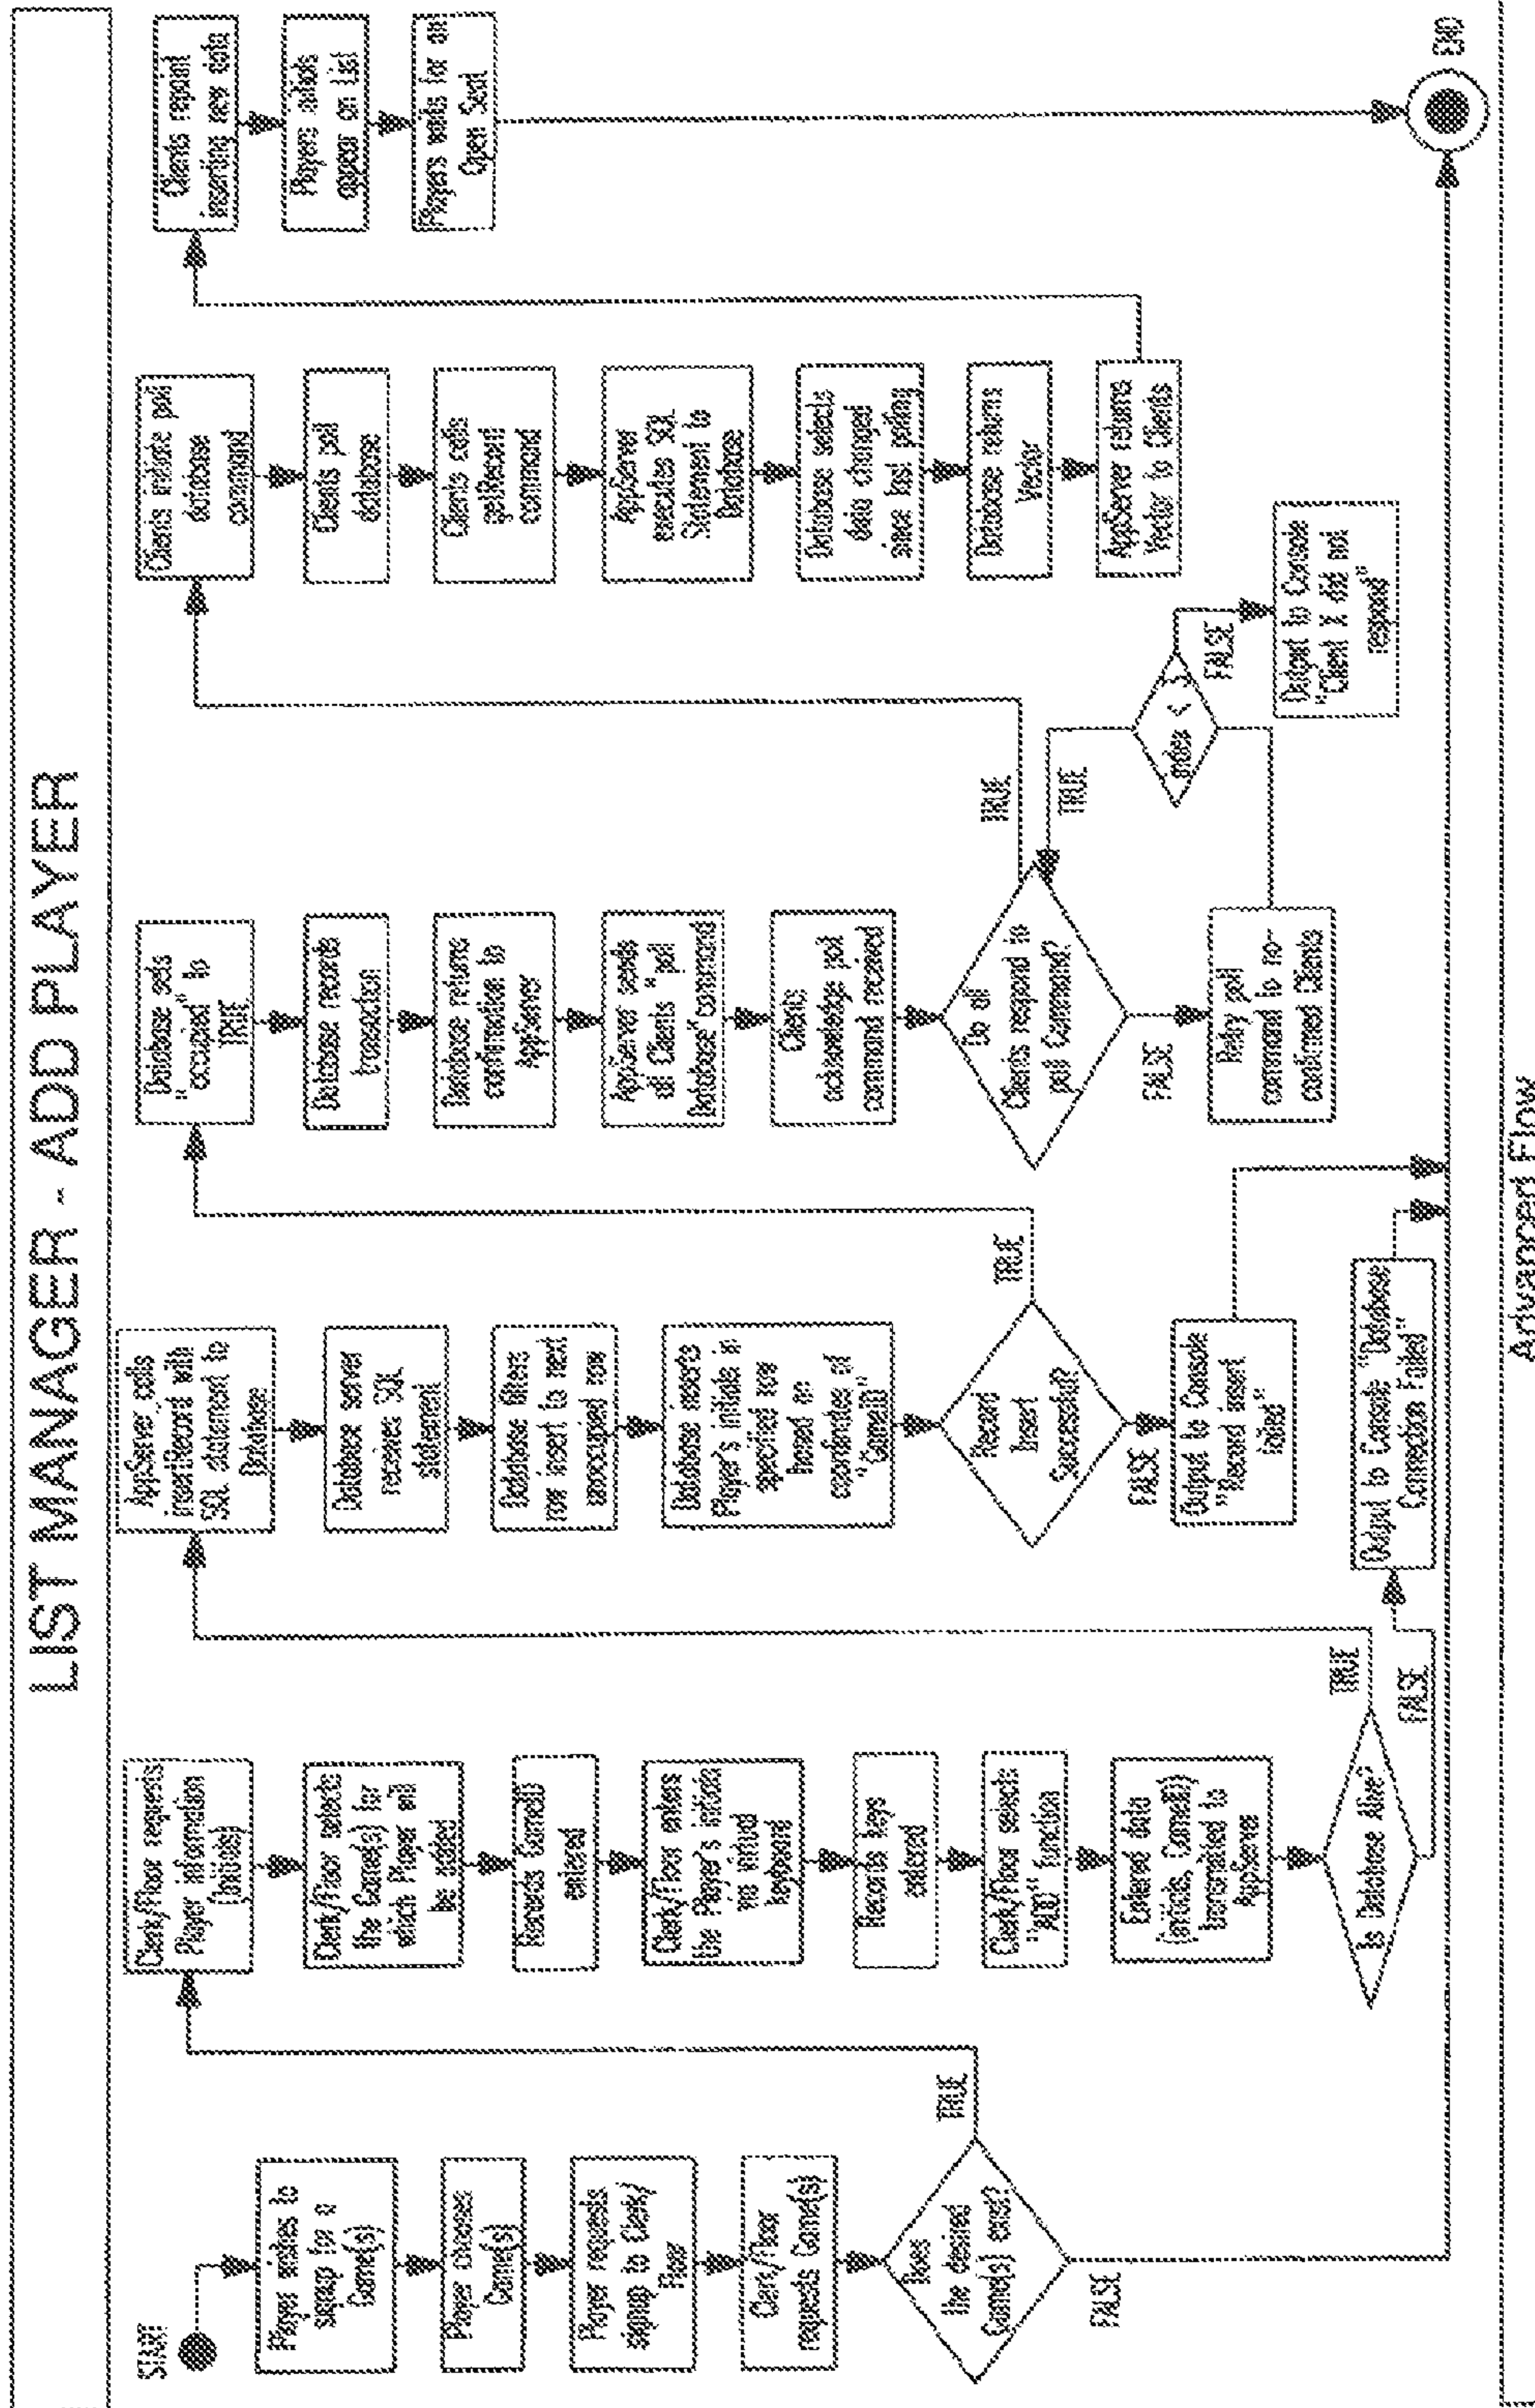 LIST MANAGER - ADD PLAYER
START
Player wishes to
signup for a
Game(s)
Player chooses
Game(s)
Player requests
signup to Clerk/
Floor
Clerk/Floor
requests Game(s)
Does
the desired
Game(s) exist?
TRUE
FALSE
Clerk/Floor requests
Player information
(initials)
Clerk/Floor selects
the Game(s) for
which Player will
be added
Records GameID
entered
Clerk/Floor enters
the Player's initials
via virtual
keyboard
Records keys
entered
Clerk/Floor selects
"ADD" function
Entered data
(initials, GameID)
transmitted to
AppServer
Is Database Alive?
TRUE
FALSE
Output to Console "Database
Connection Failed"
AppServer calls
insertRecord with
SQL statement to
Database
Database server
receives SQL
statement
Database filters
row insert to next
unoccupied row
Database inserts
Player's initials in
specified row
based on
coordinates of
"GameID"
Record
Insert
Successful?
TRUE
FALSE
Output to Console
"Record insert
failed"
Database sets
"occupied" to
TRUE
Database records
transaction
Database returns
confirmation to
AppServer
AppServer sends
all Clients "poll
Database" command
Clients
acknowledge poll
command received
Do all
Clients respond to
poll Command?
TRUE
FALSE
Retry poll
command to no-
confirmed Clients
index < 3
TRUE
FALSE
Output to Console
"Client X did not
respond"
Clients initiate poll
database
command
Clients poll
database
Clients calls
getRecent
command
AppServer
executes SQL
Statement to
Database
Database selects
data changed
since last polling
Database returns
Vector
AppServer returns
Vector to Clients
Clients repaint
inserting new data
Players initials
appear on List
Players waits for an
Open Seat
END
Advanced Flow